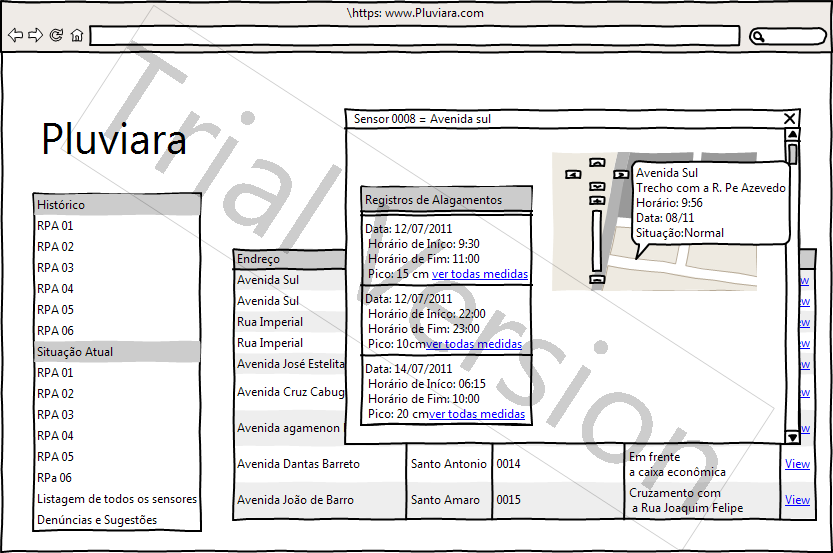 \https: www.Pluviara.com
Pluviara
Histórico
RPA 01
RPA 02
RPA 03
RPA 04
RPA 05
RPA 06
Situação Atual
RPA 01
RPA 02
RPA 03
RPA 04
RPA 05
RPa 06
Listagem de todos os sensores
Denúncias e Sugestões
Sensor 0008 = Avenida sul
Registros de Alagamentos
Data: 12/07/2011
Horário de Iníco: 9:30
Horário de Fim: 11:00
Pico: 15 cm ver todas medidas
Data: 12/07/2011
Horário de Iníco: 22:00
Horário de Fim: 23:00
Pico: 10cmver todas medidas
Data: 14/07/2011
Horário de Iníco: 06:15
Horário de Fim: 10:00
Pico: 20 cmver todas medidas
Avenida Sul
Trecho com a R. Pe Azevedo
Horário: 9:56
Data: 08/11
Situação:Normal
Endereço
Avenida Sul
Avenida Sul
Rua Imperial
Rua Imperial
Avenida José Estelita
Avenida Cruz Cabug
Avenida agamenon
Avenida Dantas Barreto Santo Antonio 0014 Em frente
a caixa econômica View
Avenida João de Barro Santo Amaro 0015 Cruzamento com
a Rua Joaquim Felipe View
Trial Version